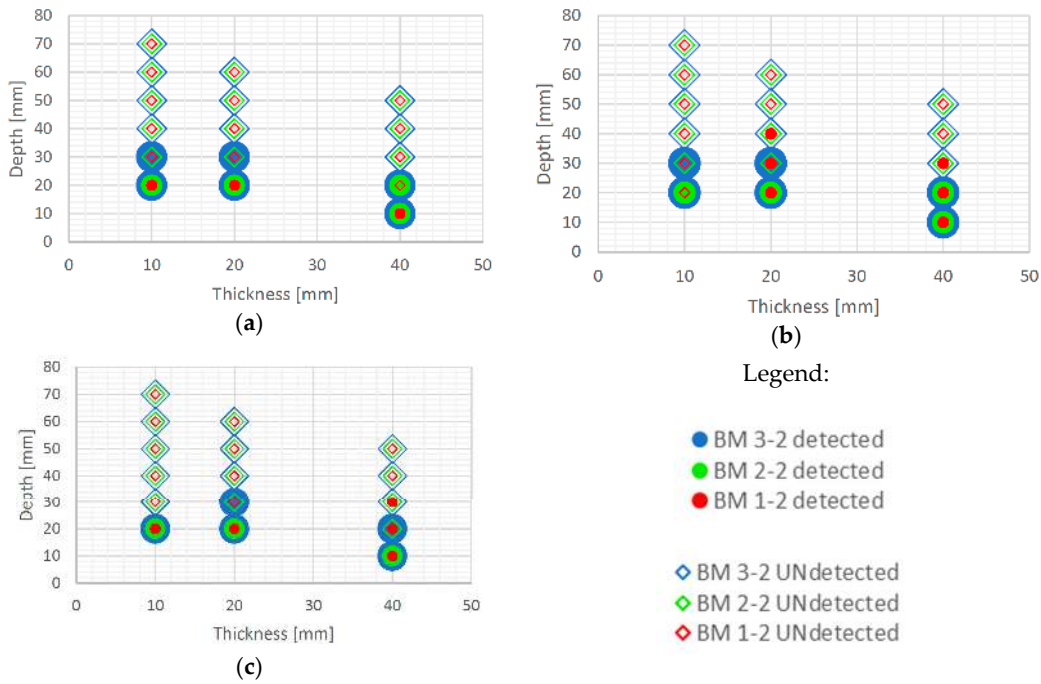 80
70
60
50
40
30
20
10
0
Depth [mm]
0 10 20 30 40 50
Thickness [mm]
(a)
80
70
60
50
40
30
20
10
0
Depth [mm]
0 10 20 30 40 50
Thickness [mm]
(b)
80
70
60
50
40
30
20
10
0
Depth [mm]
0 10 20 30 40 50
Thickness [mm]
(c)
Legend:
BM 3-2 detected
BM 2-2 detected
BM 1-2 detected
BM 3-2 UNdetected
BM 2-2 UNdetected
BM 1-2 UNdetected